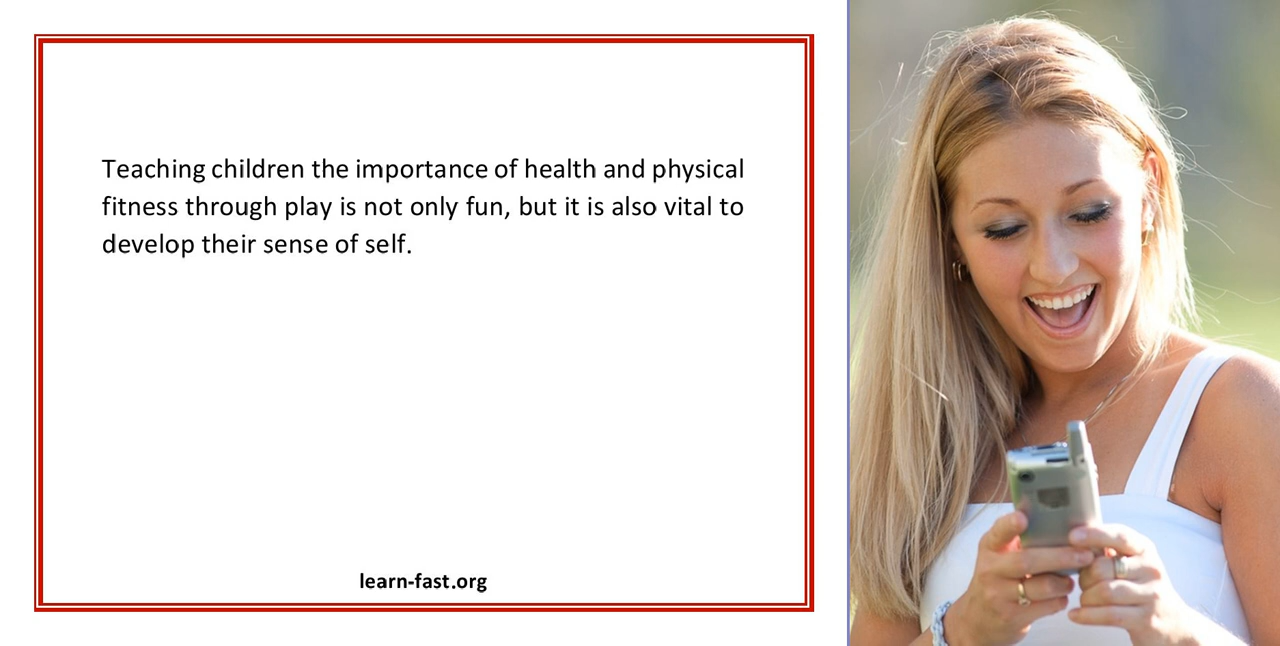 Teaching children the importance of health and physical
fitness through play is not only fun, but it is also vital to
develop their sense of self.
learn-fast.org